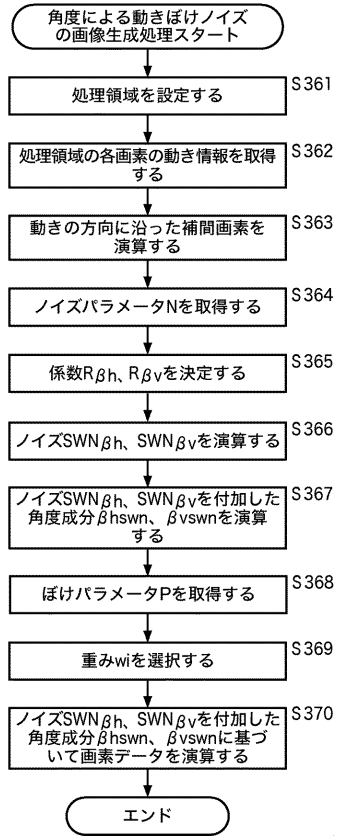 角度による動きぼけノイズ
の画像生成処理スタート
S361
処理領域を設定する
S362
処理領域の各画素の動き情報を取得
する
S363
動きの方向に沿った補間画素を
演算する
S364
ノイズパラメータNを取得する
S365
係数Rβh、Rβvを決定する
S366
ノイズSWNβh、SWNβvを演算する
S367
ノイズSWNβh、SWNβvを付加した
角度成分βhswn、βvswnを演算
する
S368
ぼけパラメータPを取得する
S369
重みwiを選択する
S370
ノイズSWNβh、SWNβvを付加した
角度成分βhswn、βvswnに基づ
いて画素データを演算する
エンド